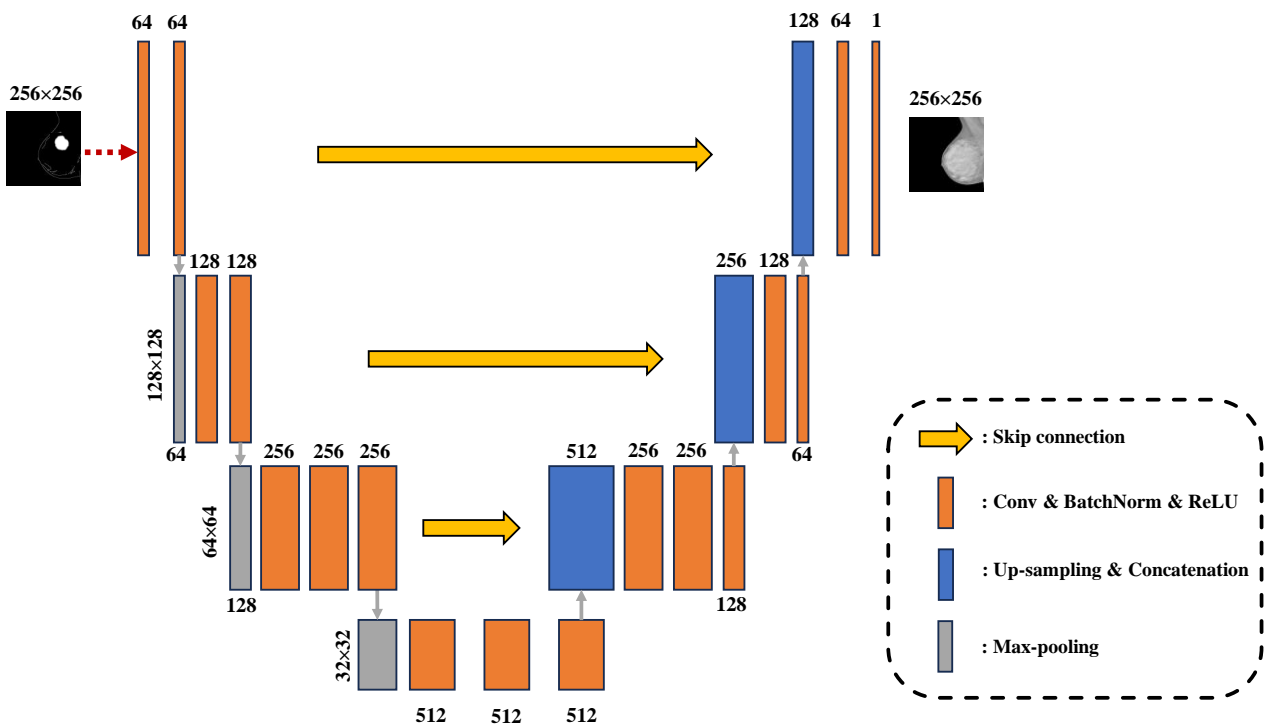 64 64
128 64 1
256×256
256×256
128 128
256 128
128×128
64
64
256 256 256
512 256 256
64×64
128
128
32×32
512 512 512
: Skip connection
: Conv & BatchNorm & ReLU
: Up-sampling & Concatenation
: Max-pooling